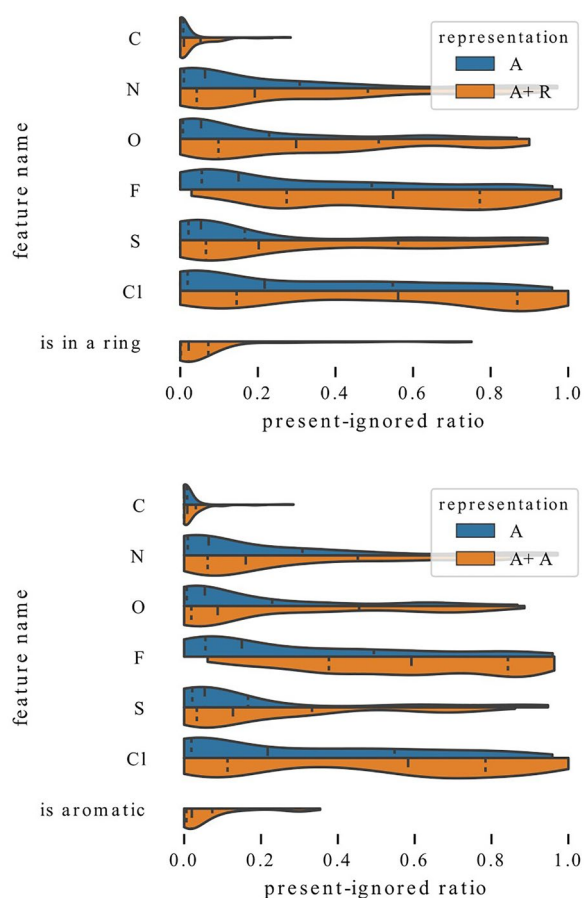 feature name
C
N
O
F
S
Cl
is in a ring
representation
A
A+ R
0.0 0.2 0.4 0.6 0.8 1.0
present-ignored ratio
feature name
C
N
O
F
S
Cl
is aromatic
representation
A
A+ A
0.0 0.2 0.4 0.6 0.8 1.0
present-ignored ratio